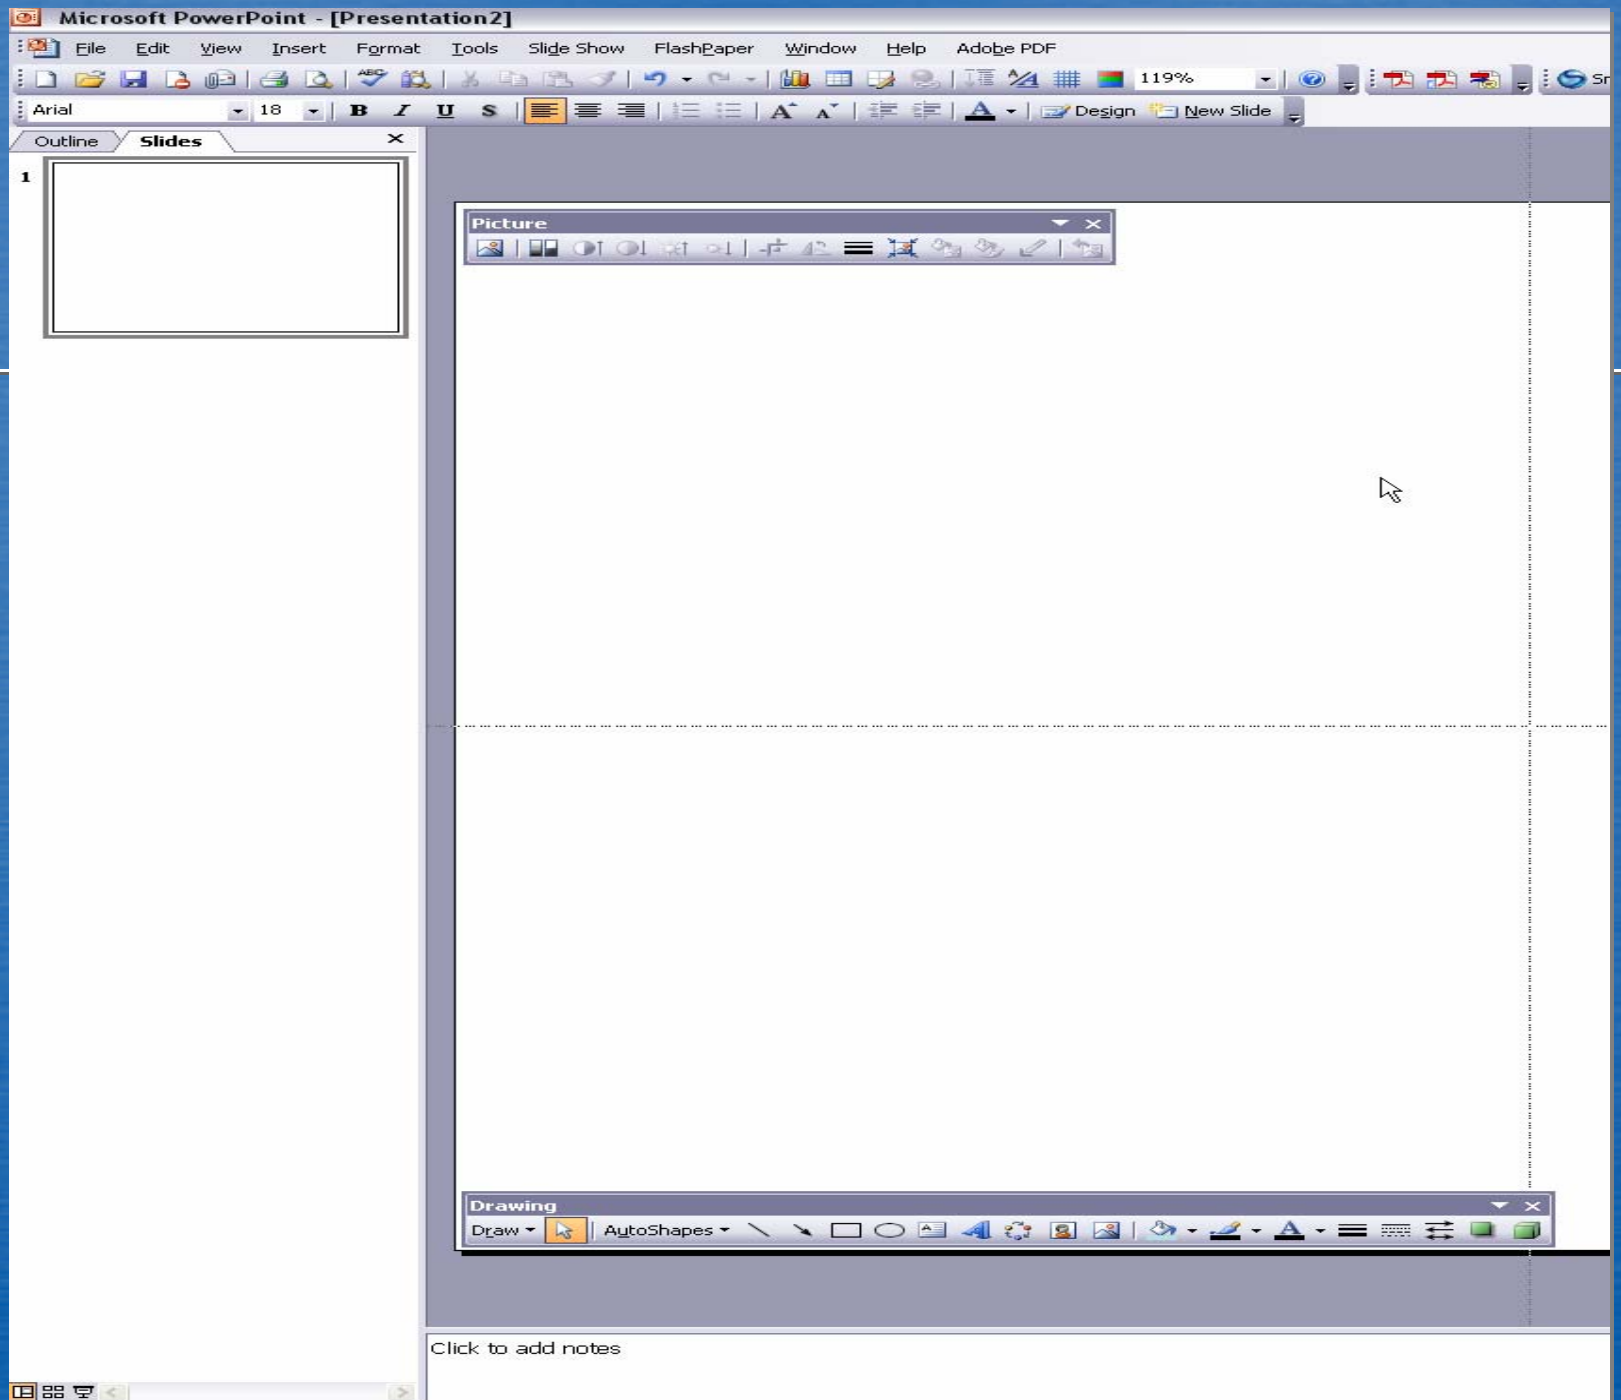 Microsoft PowerPoint - [Presentation2]
File Edit View Insert Format Tools Slide Show FlashPaper Window Help Adobe PDF
119%
Arial 18 B I U S A A A Design New Slide
Outline Slides
1
Picture
Drawing
Draw AutoShapes A
Click to add notes